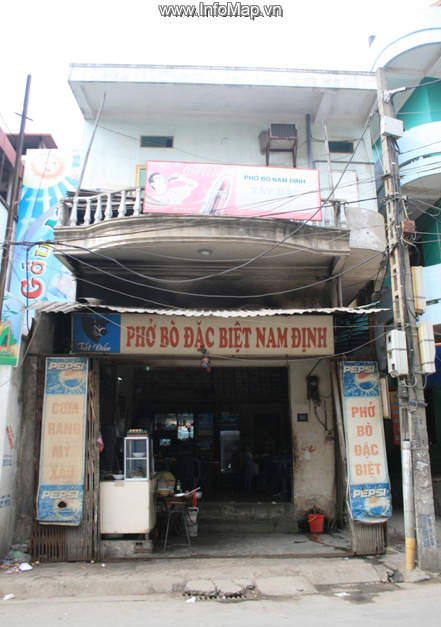 www.InfoMap.vn
PHỞ BÒ NAM ĐỊNH
PHỞ BÒ ĐẶC BIỆT NAM ĐỊNH
PEPSI
CƠM
RANG
MỲ
XÀO
PEPSI
PEPSI
PHỞ
BÒ
ĐẶC
BIỆT
PEPSI